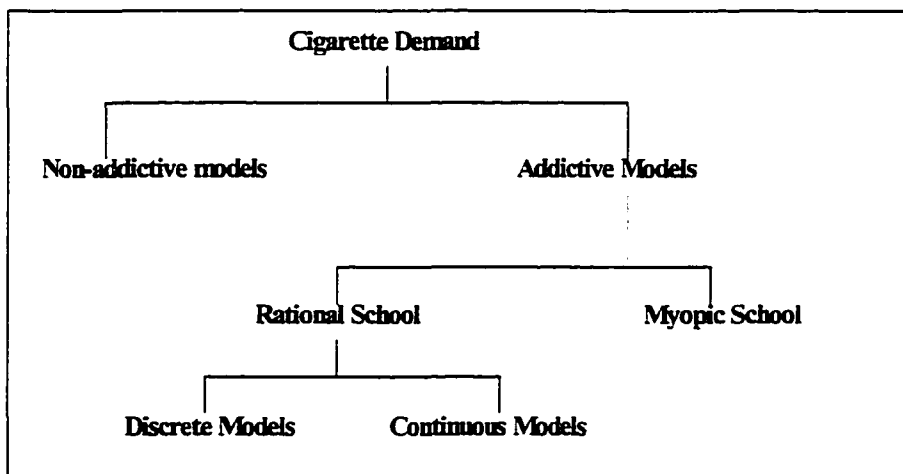 Cigarette Demand
Non-addictive models Addictive Models
Rational School Myopic School
Discrete Models Continuous Models